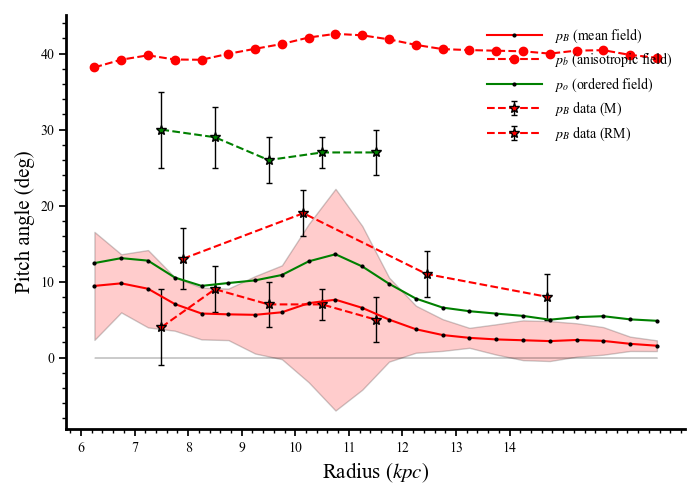 40
30
20
10
0
Pitch angle (deg)
p_B (mean field)
p_b (anisotropic field)
p_o (ordered field)
p_B data (M)
p_B data (RM)
6 7 8 9 10 11 12 13 14
Radius (kpc)